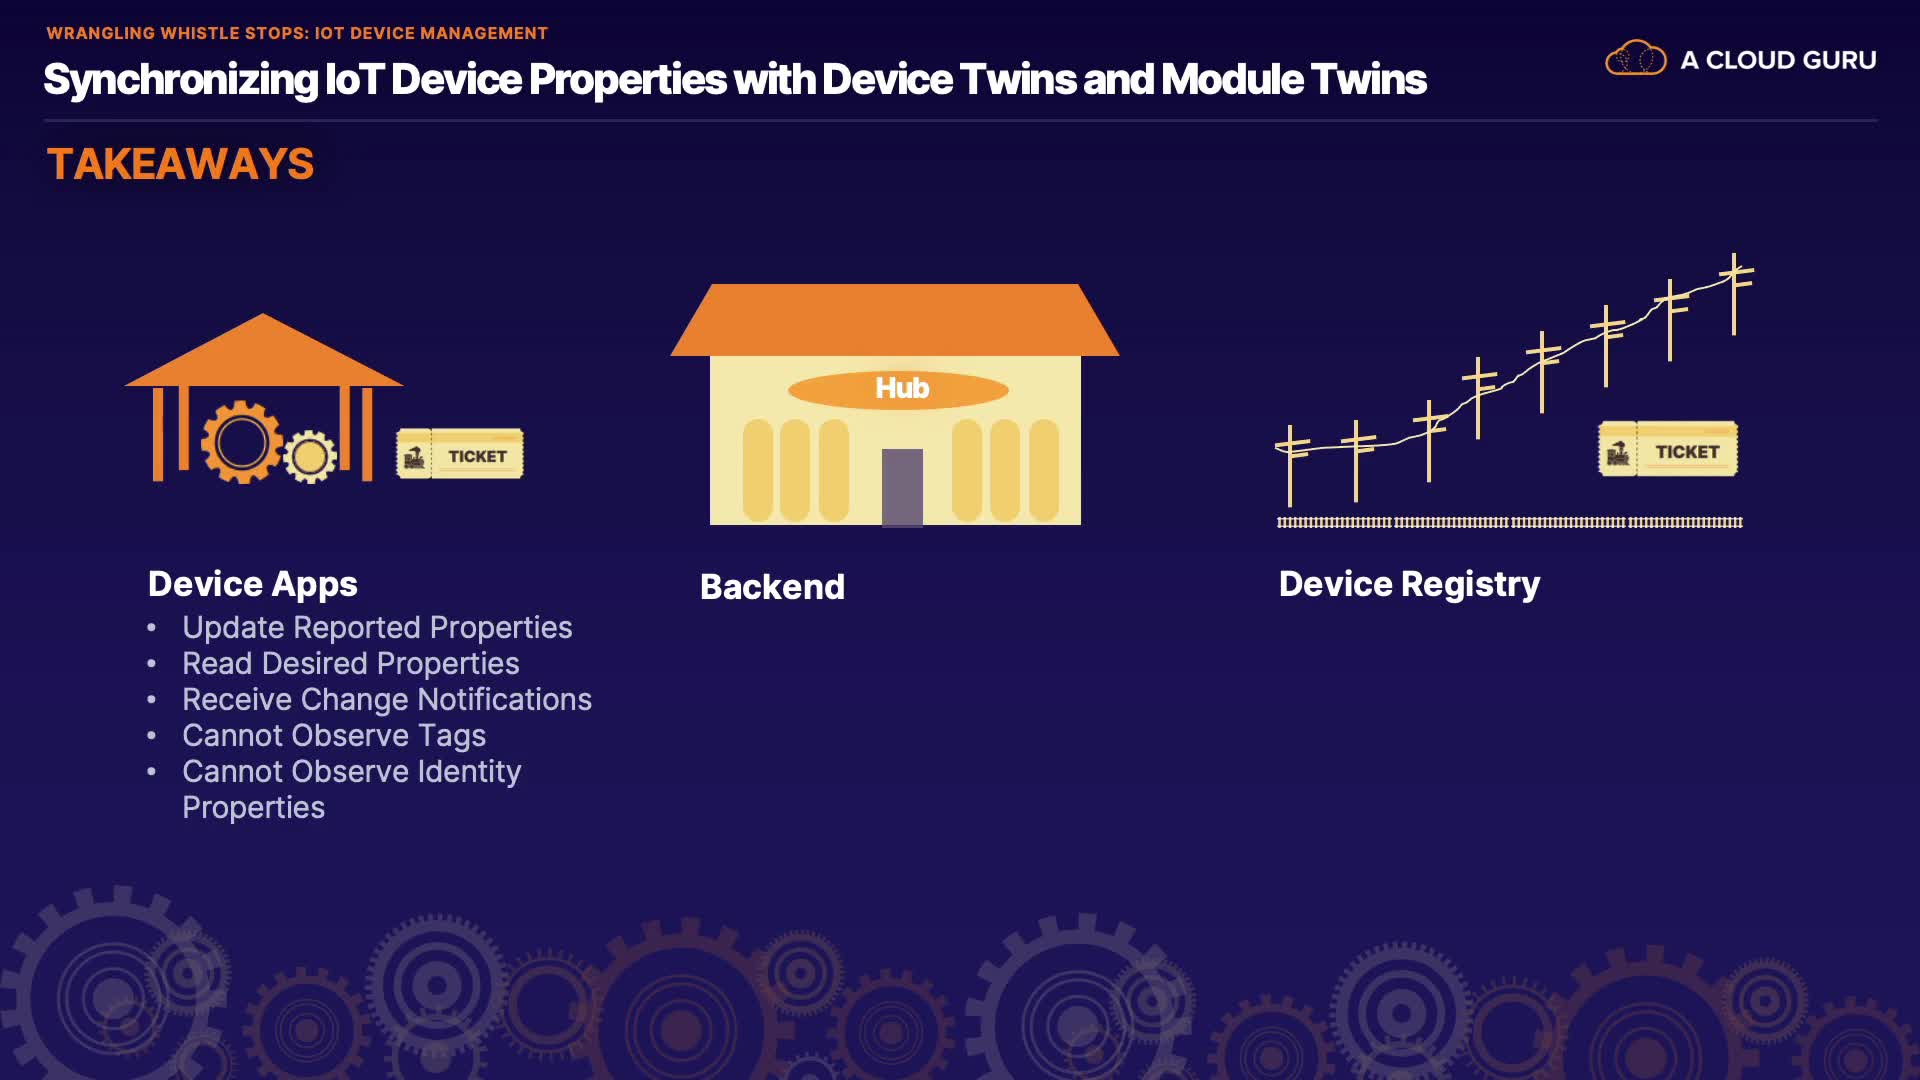 WRANGLING WHISTLE STOPS: IOT DEVICE MANAGEMENT
Synchronizing IoT Device Properties with Device Twins and Module Twins
A CLOUD GURU
TAKEAWAYS
TICKET
Hub
TICKET
Device Apps
• Update Reported Properties
• Read Desired Properties
• Receive Change Notifications
• Cannot Observe Tags
• Cannot Observe Identity
Properties
Backend
Device Registry